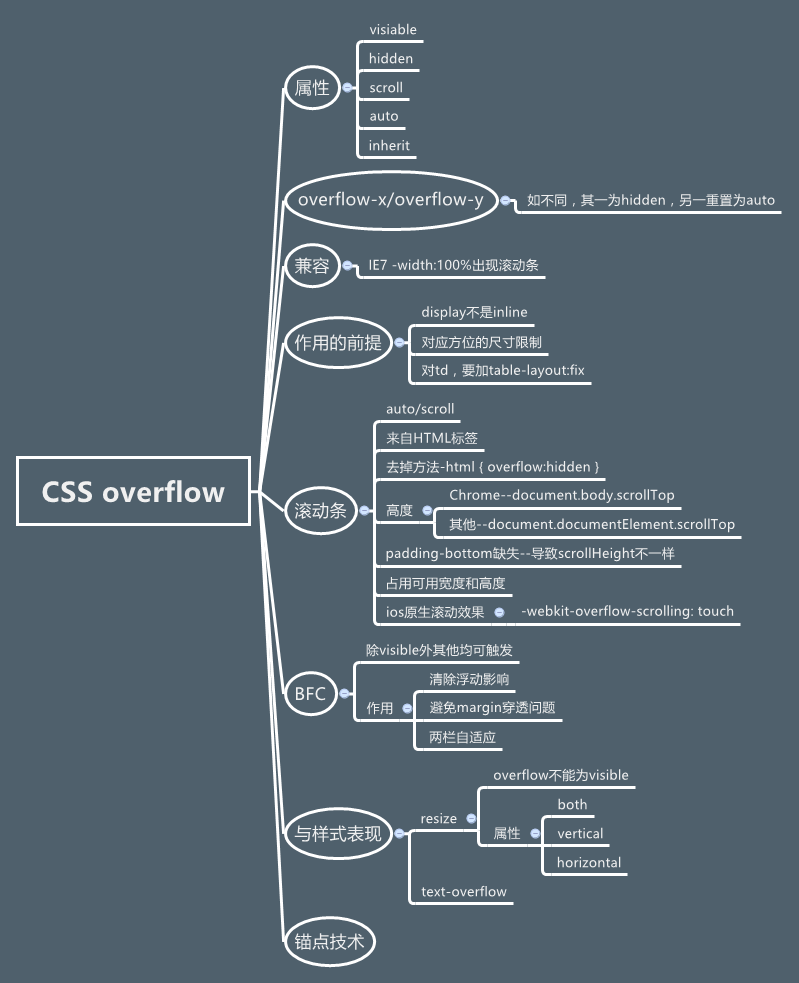 visiable
hidden
属性
scroll
auto
inherit
overflow-x/overflow-y
如不同，其一为hidden，另一重置为auto
兼容
IE7 -width:100%出现滚动条
display不是inline
作用的前提
对应方位的尺寸限制
对td，要加table-layout:fix
CSS overflow
auto/scroll
来自HTML标签
去掉方法-html { overflow:hidden }
滚动条
高度
Chrome--document.body.scrollTop
其他--document.documentElement.scrollTop
padding-bottom缺失--导致scrollHeight不一样
占用可用宽度和高度
ios原生滚动效果
-webkit-overflow-scrolling: touch
BFC
除visible外其他均可触发
作用
清除浮动影响
避免margin穿透问题
两栏自适应
与样式表现
resize
overflow不能为visible
属性
both
vertical
horizontal
text-overflow
锚点技术